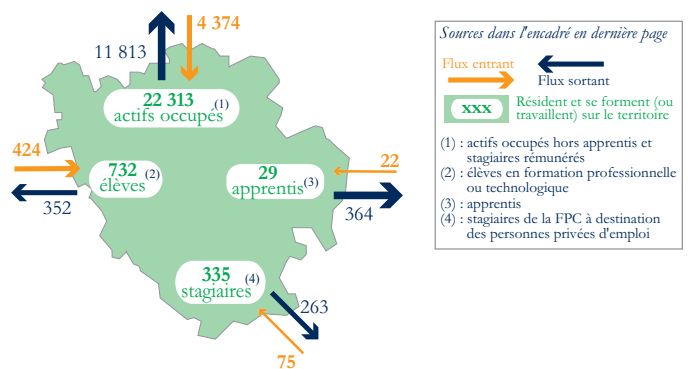 4 374
11 813
22 313
actifs occupés (1)
424
732
élèves (2)
352
29
apprentis (3)
22
364
335
stagiaires (4)
263
75
Sources dans l'encadré en dernière page
Flux entrant
Flux sortant
xxx
Résident et se forment (ou
travaillent) sur le territoire
(1) : actifs occupés hors apprentis et
stagiaires rémunérés
(2) : élèves en formation professionelle
ou technologique
(3) : apprentis
(4) : stagiaires de la FPC à destination
des personnes privées d'emploi